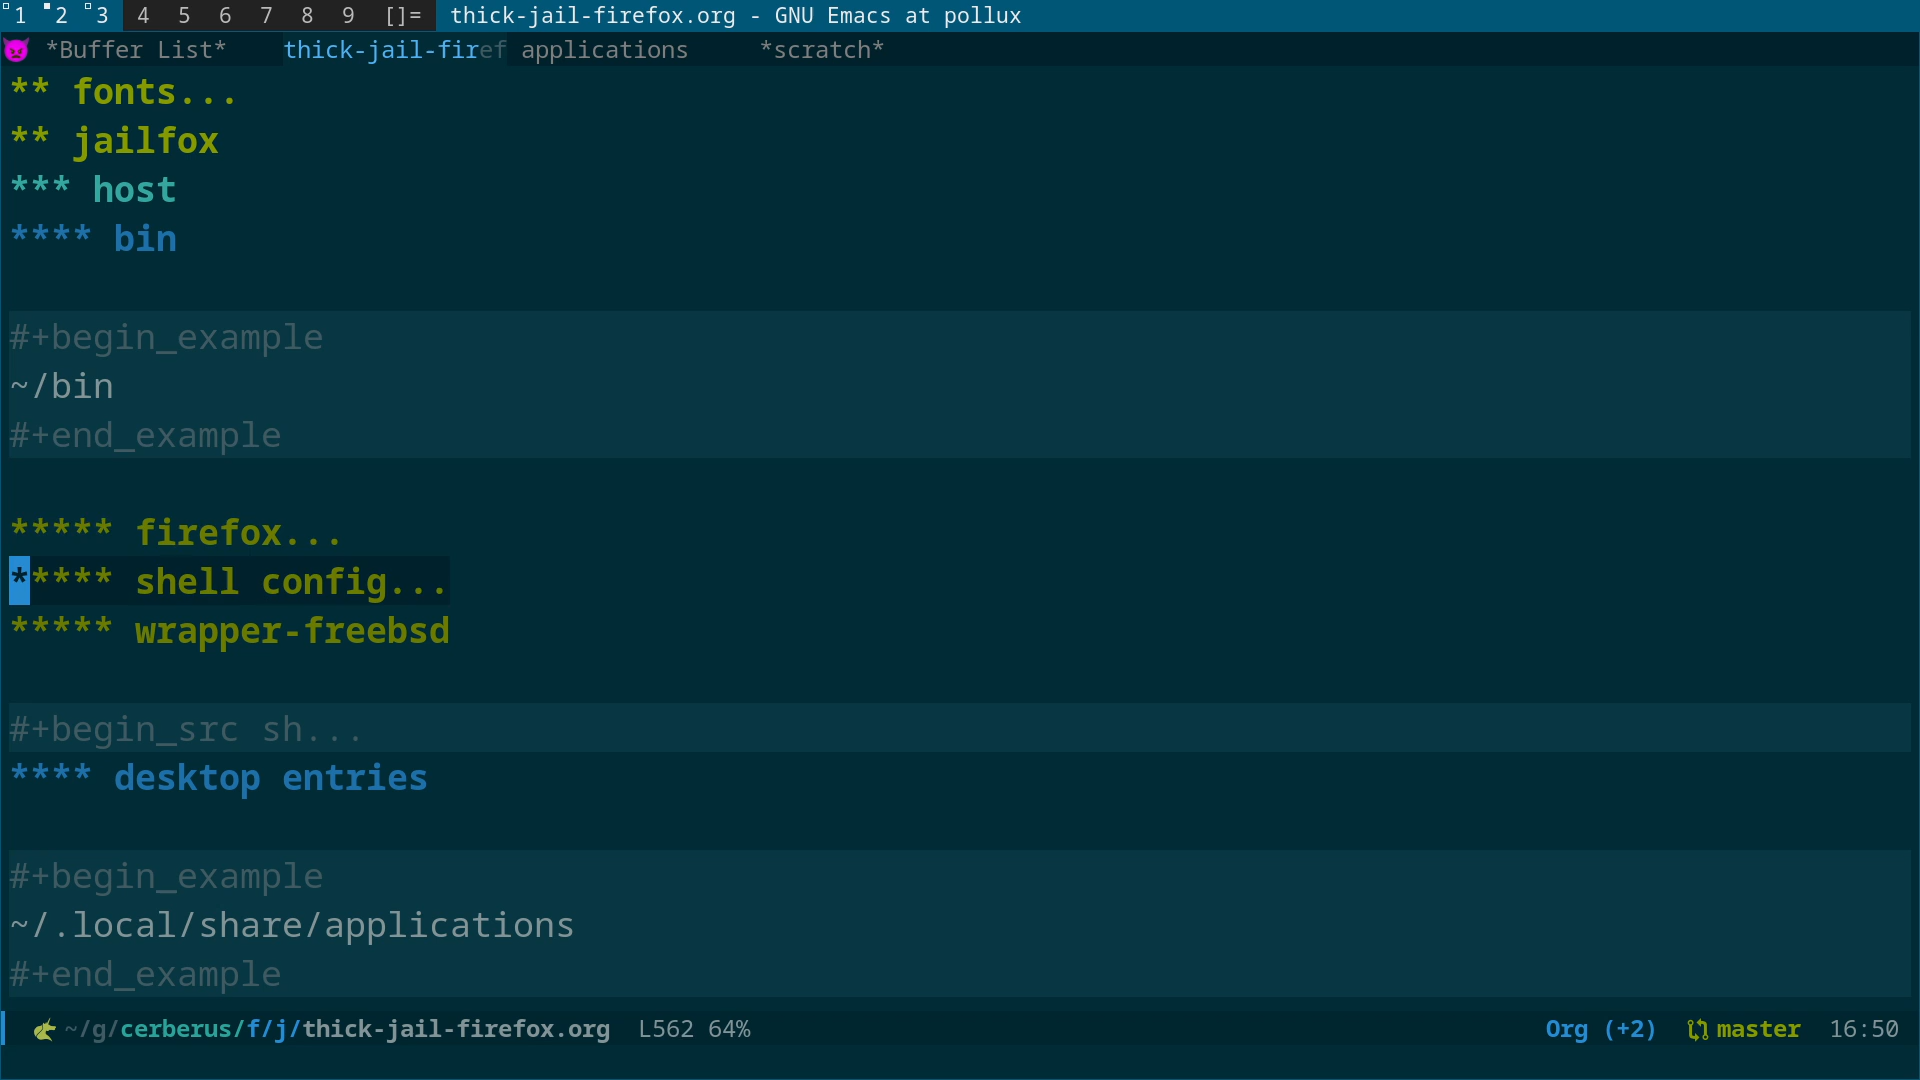 1 2 3 4 5 6 7 8 9 []= thick-jail-firefox.org - GNU Emacs at pollux
*Buffer List* thick-jail-firef applications *scratch*
** fonts...
** jailfox
*** host
**** bin
#+begin_example
~/bin
#+end_example
***** firefox...
***** shell config...
***** wrapper-freebsd
#+begin_src sh...
**** desktop entries
#+begin_example
~/.local/share/applications
#+end_example
~/g/cerberus/f/j/thick-jail-firefox.org L562 64% Org (+2) master 16:50